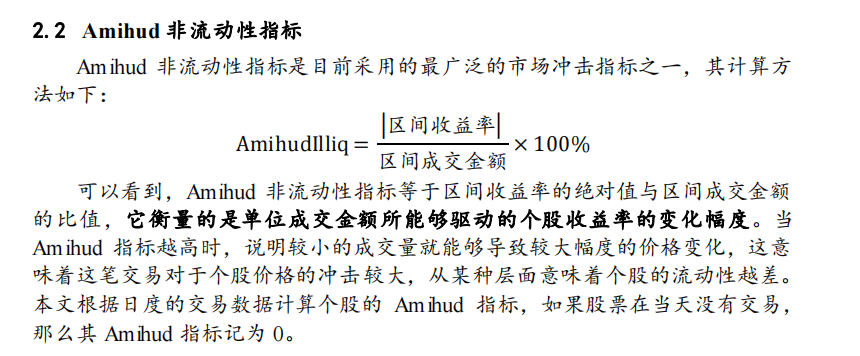 2.2 Amihud 非流动性指标
Amihud 非流动性指标是目前采用的最广泛的市场冲击指标之一，其计算方
法如下：
AmihudIlliq = |区间收益率| / 区间成交金额 × 100%
可以看到，Amihud 非流动性指标等于区间收益率的绝对值与区间成交金额
的比值，它衡量的是单位成交金额所能够驱动的个股收益率的变化幅度。当
Amihud 指标越高时，说明较小的成交量就能够导致较大幅度的价格变化，这意
味着这笔交易对于个股价格的冲击较大，从某种层面意味着个股的流动性越差。
本文根据日度的交易数据计算个股的 Amihud 指标，如果股票在当天没有交易，
那么其 Amihud 指标记为 0。